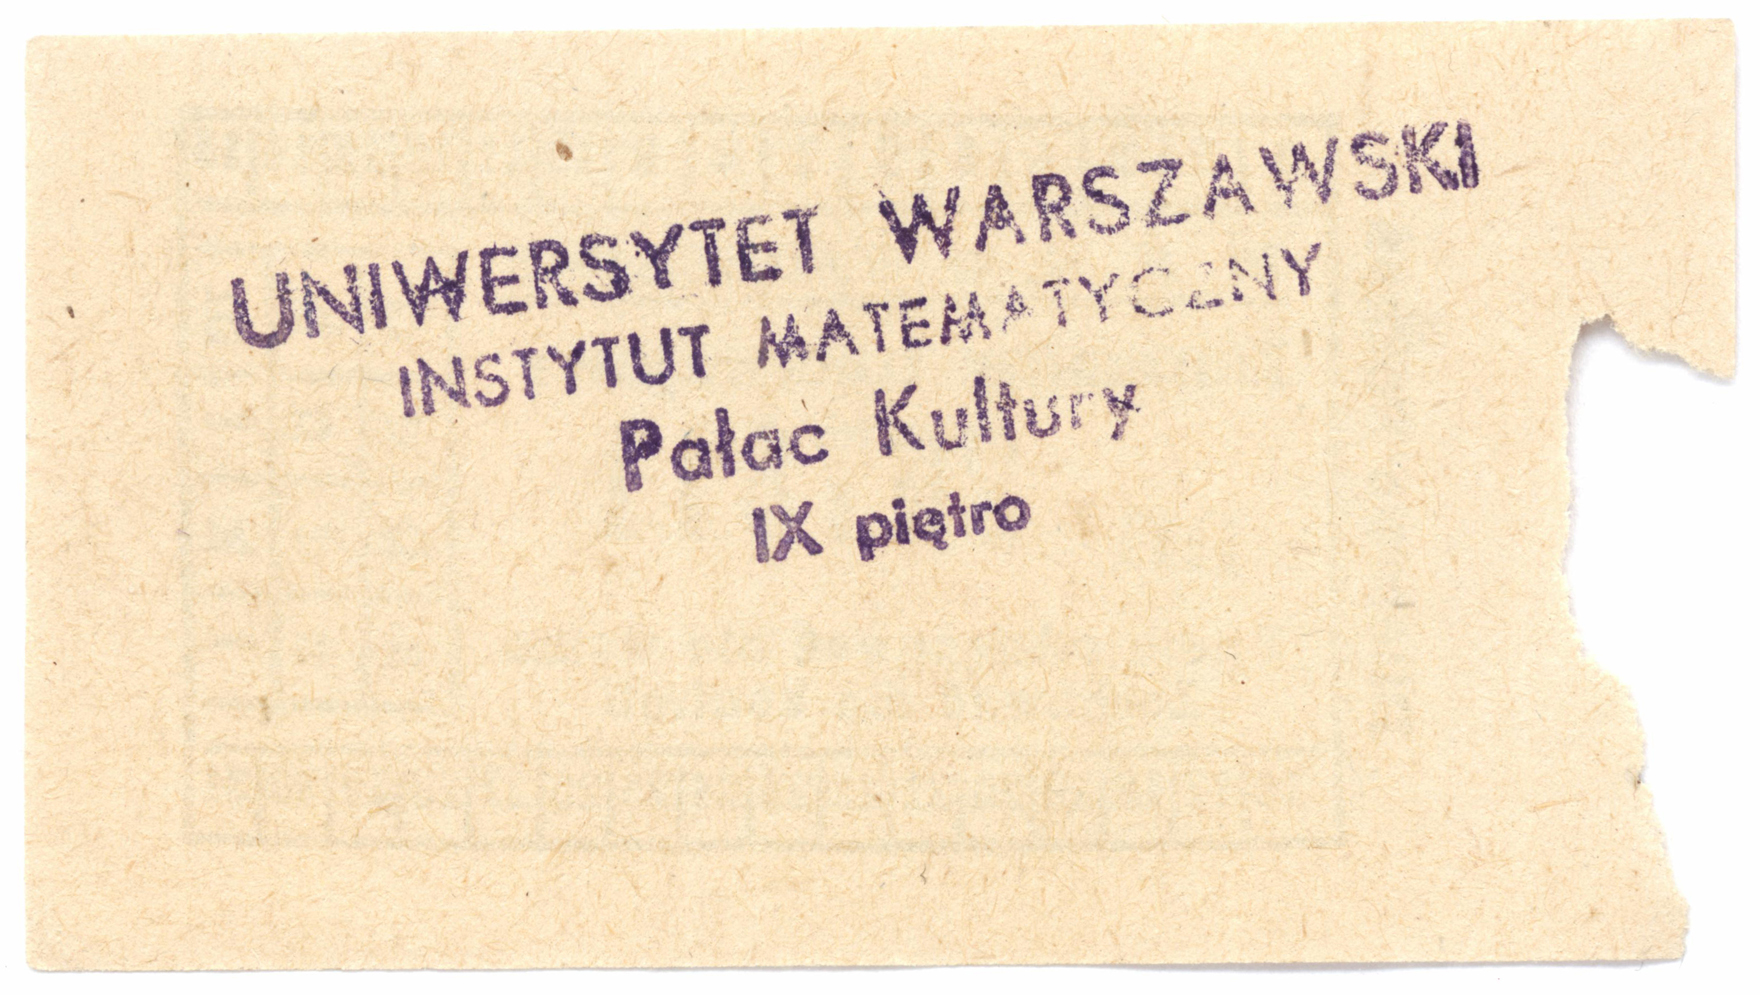 UNIWERSYTET WARSZAWSKI
INSTYTUT MATEMATYCZNY
Pałac Kultury
IX piętro